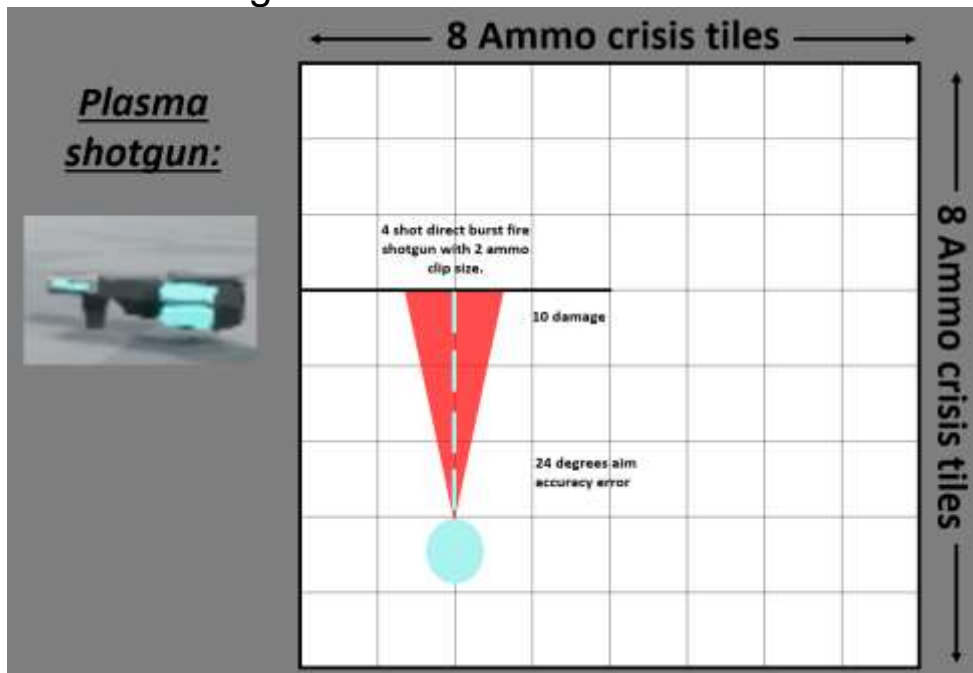 8 Ammo crisis tiles
Plasma
shotgun:
4 shot direct burst fire
shotgun with 2 ammo
clip size.
10 damage
24 degrees aim
accuracy error
8 Ammo crisis tiles